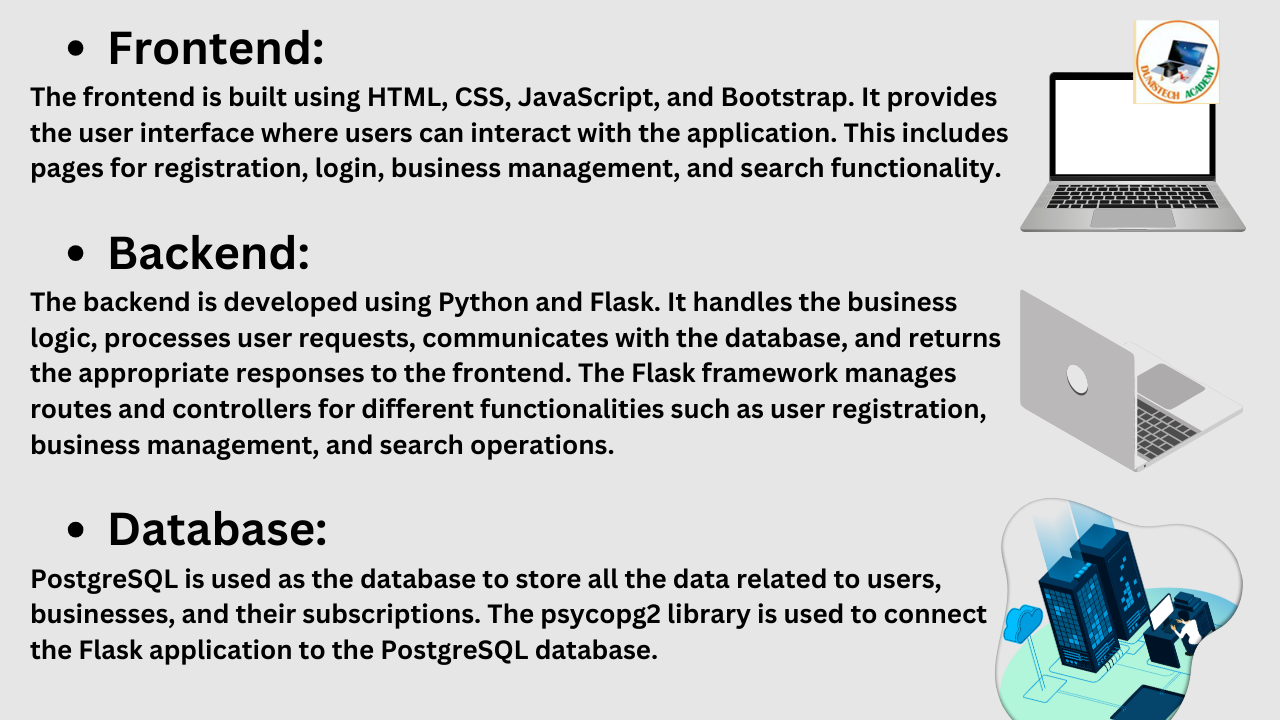 • Frontend:
The frontend is built using HTML, CSS, JavaScript, and Bootstrap. It provides
the user interface where users can interact with the application. This includes
pages for registration, login, business management, and search functionality.
DUNISTECH ACADEMY
• Backend:
The backend is developed using Python and Flask. It handles the business
logic, processes user requests, communicates with the database, and returns
the appropriate responses to the frontend. The Flask framework manages
routes and controllers for different functionalities such as user registration,
business management, and search operations.
• Database:
PostgreSQL is used as the database to store all the data related to users,
businesses, and their subscriptions. The psycopg2 library is used to connect
the Flask application to the PostgreSQL database.